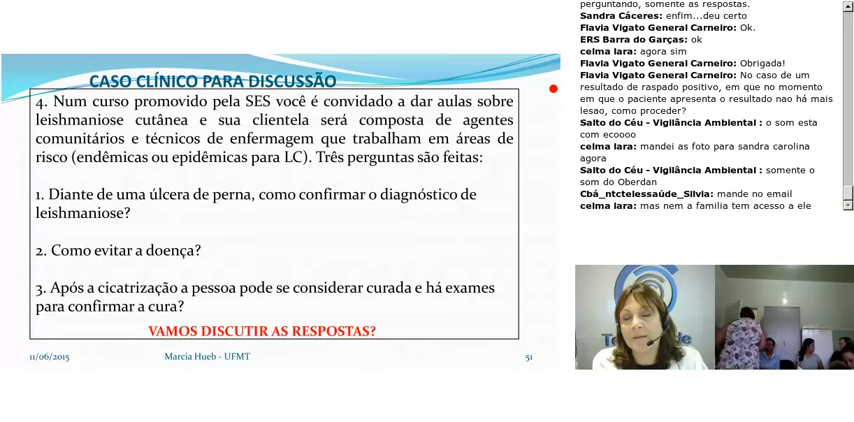 CASO CLÍNICO PARA DISCUSSÃO
4. Num curso promovido pela SES você é convidado a dar aulas sobre
leishmaniose cutânea e sua clientela será composta de agentes
comunitários e técnicos de enfermagem que trabalham em áreas de
risco (endêmicas ou epidêmicas para LC). Três perguntas são feitas:
1. Diante de uma úlcera de perna, como confirmar o diagnóstico de
leishmaniose?
2. Como evitar a doença?
3. Após a cicatrização a pessoa pode se considerar curada e há exames
para confirmar a cura?
VAMOS DISCUTIR AS RESPOSTAS?
11/06/2015
Marcia Hueb - UFMT
51
perguntando, somente as respostas.
Sandra Cáceres: enfim...deu certo
Flavia Vigato General Carneiro: Ok.
ERS Barra do Garças: ok
celma lara: agora sim
Flavia Vigato General Carneiro: Obrigada!
Flavia Vigato General Carneiro: No caso de um
resultado de raspado positivo, em que no momento
em que o paciente apresenta o resultado nao há mais
lesao, como proceder?
Salto do Céu - Vigilância Ambiental : o som esta
com ecoooo
celma lara: mandei as foto para sandra carolina
agora
Salto do Céu - Vigilância Ambiental : somente o
som do Oberdan
Cbá_ntctelessaúde_Silvia: mande no email
celma lara: mas nem a familia tem acesso a ele